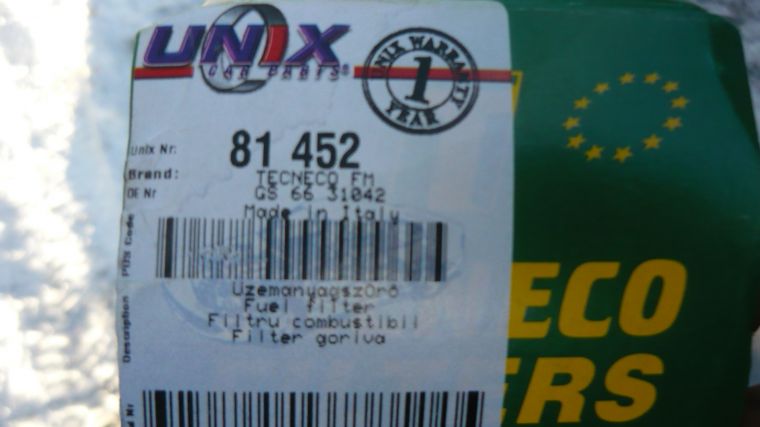 UNIX
CAR PARTS®
UNIX WARRANTY
1
YEAR
Unix Nr: 81 452
Brand: TECNECO FM
OE Nr GS 66 31042
Made in Italy
POS Code
Üzemanyagszűrő
Fuel filter
Filtru combustibil
Filter goriva
Description
ECO
ERS